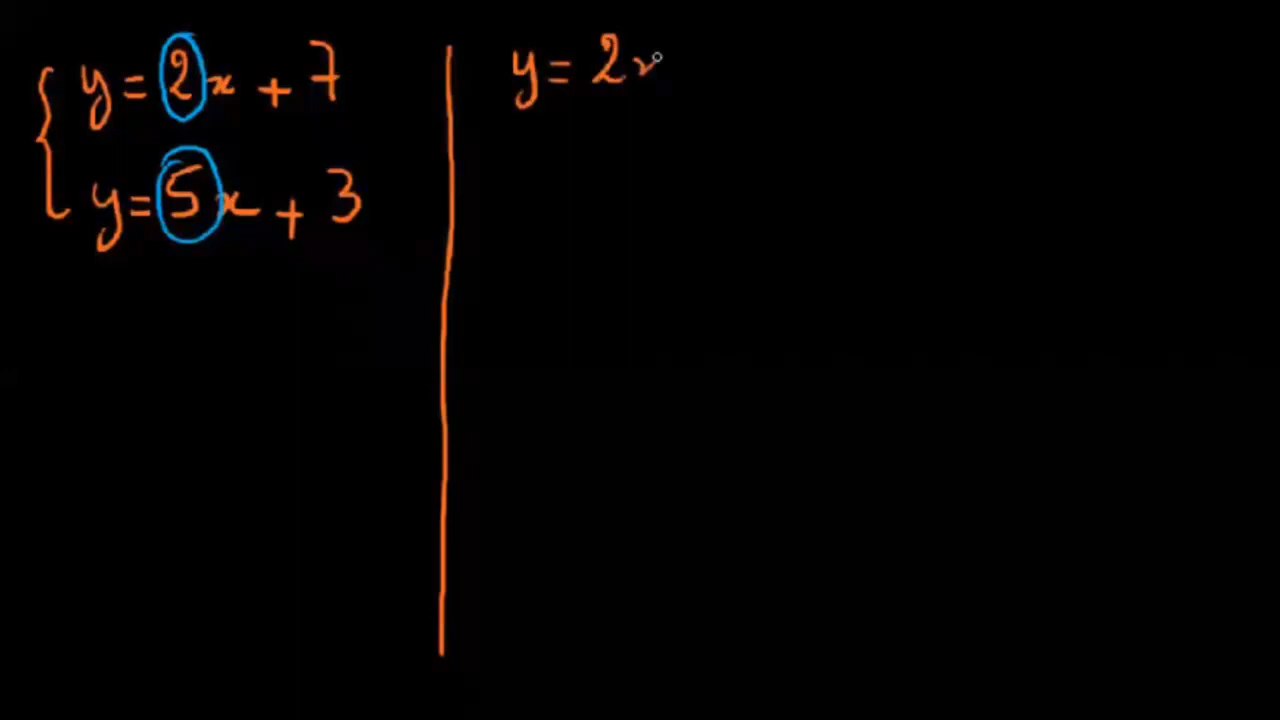 y = 2x + 7
y = 5x + 3
y = 2